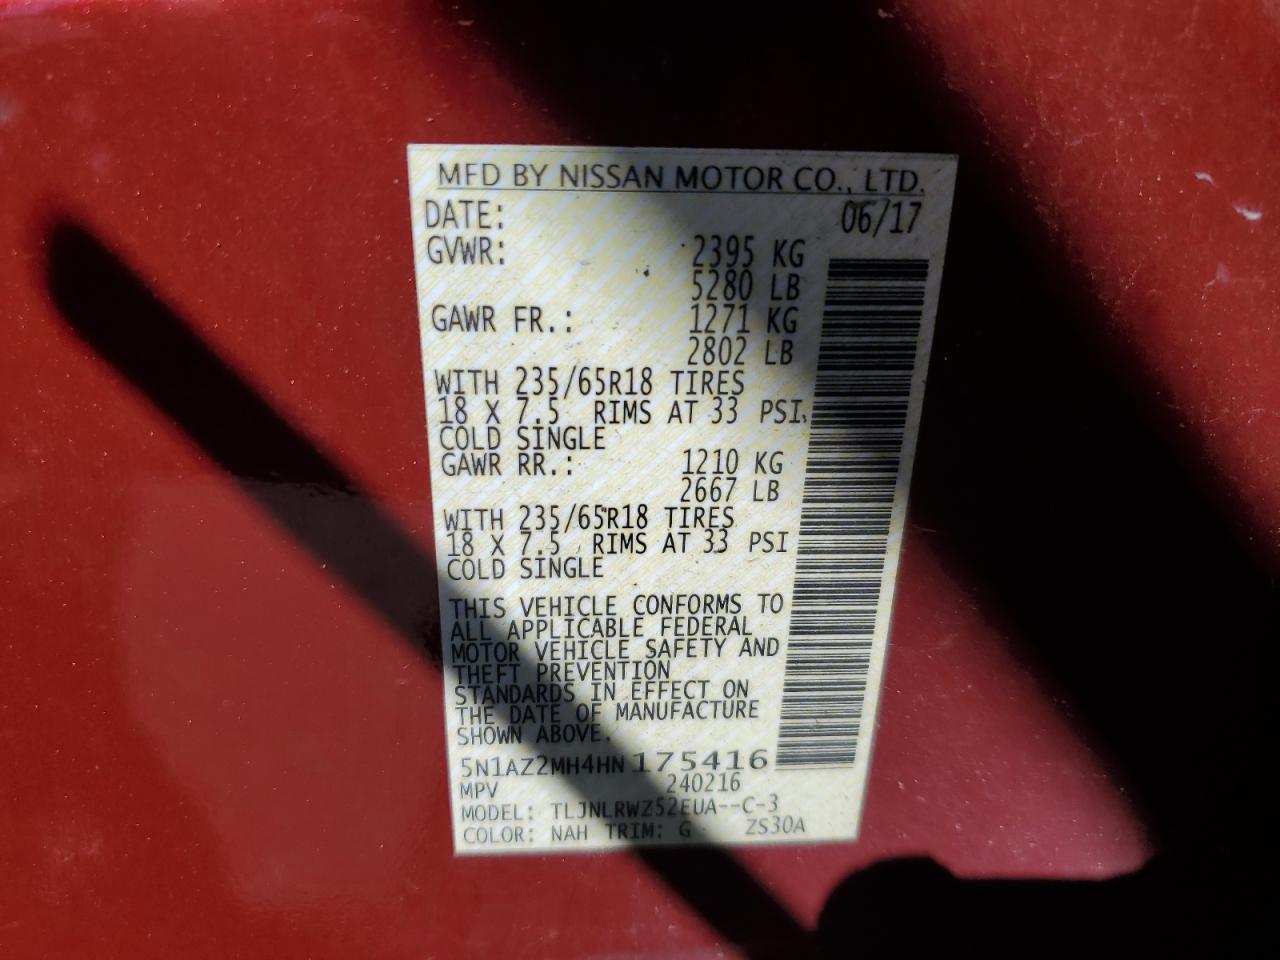 MFD BY NISSAN MOTOR CO., LTD.
DATE: 06/17
GVWR: 2395 KG
5280 LB
GAWR FR.: 1271 KG
2802 LB
WITH 235/65R18 TIRES
18 X 7.5 RIMS AT 33 PSI,
COLD SINGLE
GAWR RR.: 1210 KG
2667 LB
WITH 235/65R18 TIRES
18 X 7.5 RIMS AT 33 PSI
COLD SINGLE
THIS VEHICLE CONFORMS TO
ALL APPLICABLE FEDERAL
MOTOR VEHICLE SAFETY AND
THEFT PREVENTION
STANDARDS IN EFFECT ON
THE DATE OF MANUFACTURE
SHOWN ABOVE.
5N1AZ2MH4HN175416
MPV 240216
MODEL: TLJNLRWZ52EUA--C-3
COLOR: NAH TRIM: G ZS30A